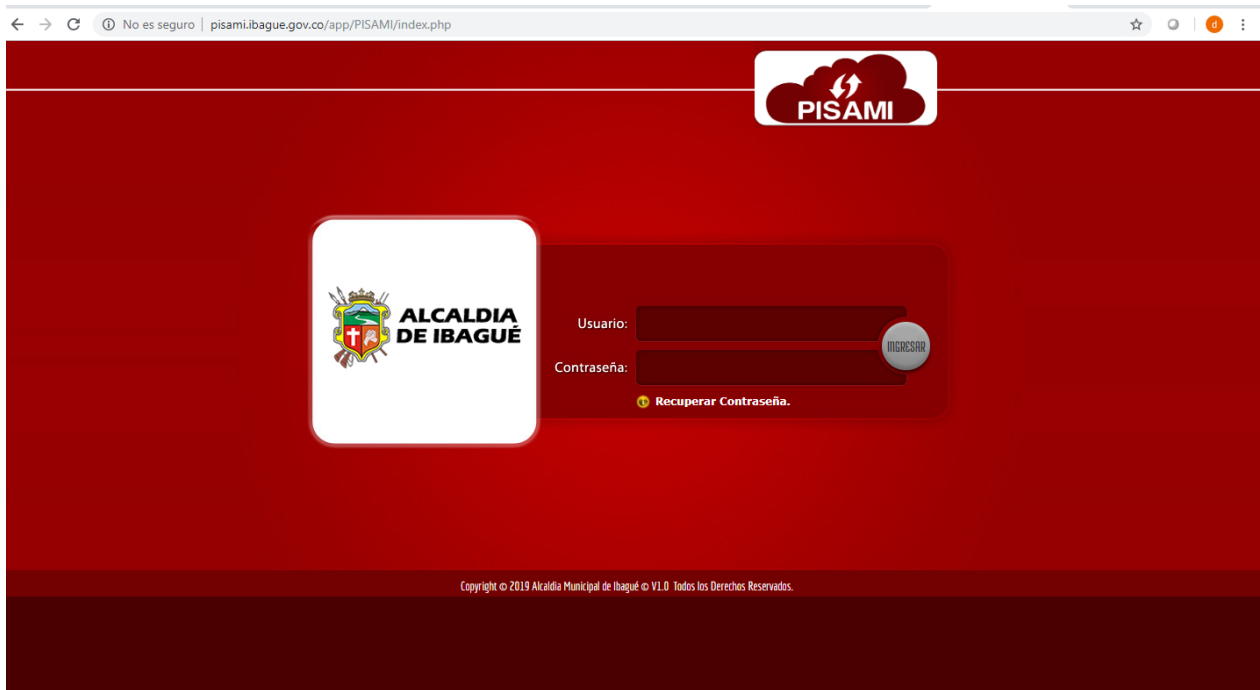 No es seguro | pisami.ibague.gov.co/app/PISAMI/index.php
d
PISAMI
ALCALDIA
DE IBAGUÉ
Usuario:
INGRESAR
Contraseña:
Recuperar Contraseña.
Copyright © 2019 Alcaldia Municipal de Ibagué © V1.0 Todos los Derechos Reservados.